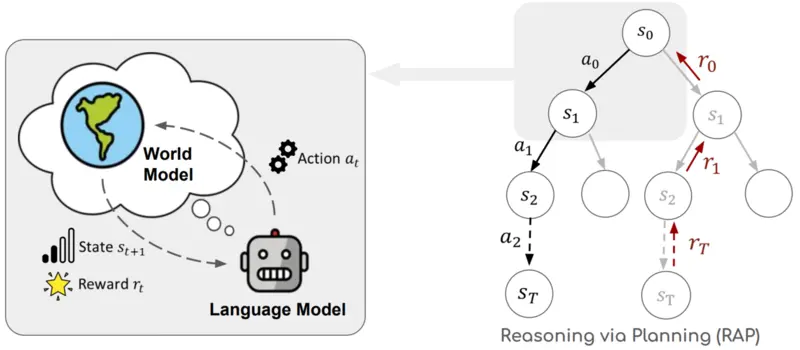 World
Model
Action a_t
State s_{t+1}
Reward r_t
Language Model
s_0
a_0
r_0
s_1
s_1
a_1
r_1
s_2
s_2
a_2
r_T
s_T
s_T
Reasoning via Planning (RAP)